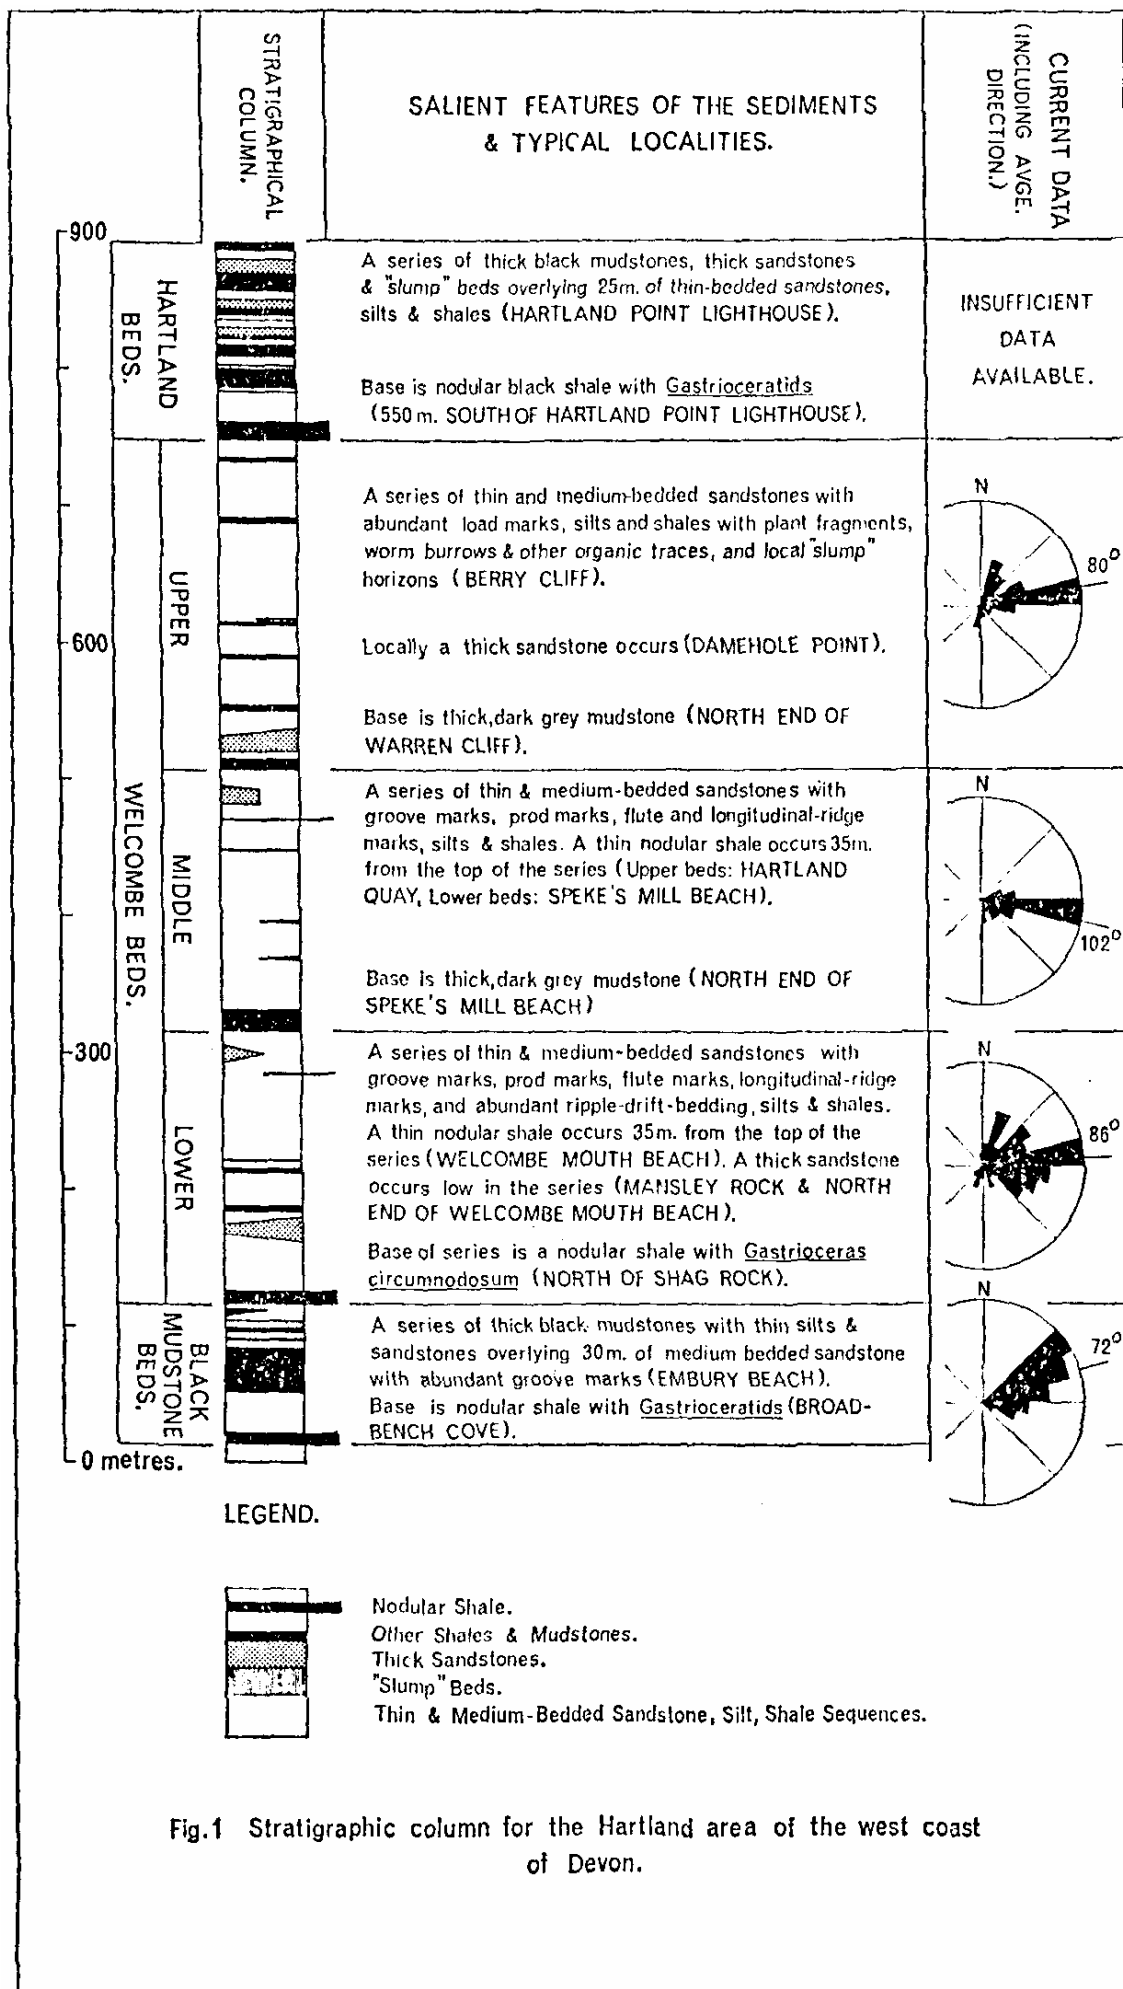 STRATIGRAPHICAL
COLUMN.
SALIENT FEATURES OF THE SEDIMENTS
& TYPICAL LOCALITIES.
CURRENT DATA
(INCLUDING AVGE.
DIRECTION.)
900
HARTLAND
BEDS.
A series of thick black mudstones, thick sandstones
& "slump" beds overlying 25m. of thin-bedded sandstones,
silts & shales (HARTLAND POINT LIGHTHOUSE).
Base is nodular black shale with Gastrioceratids
(550 m. SOUTH OF HARTLAND POINT LIGHTHOUSE).
INSUFFICIENT
DATA
AVAILABLE.
WELCOMBE BEDS.
UPPER
600
A series of thin and medium-bedded sandstones with
abundant load marks, silts and shales with plant fragments,
worm burrows & other organic traces, and local "slump"
horizons (BERRY CLIFF).
Locally a thick sandstone occurs (DAMEHOLE POINT).
Base is thick, dark grey mudstone (NORTH END OF
WARREN CLIFF).
N
80°
MIDDLE
A series of thin & medium-bedded sandstones with
groove marks, prod marks, flute and longitudinal-ridge
marks, silts & shales. A thin nodular shale occurs 35m.
from the top of the series (Upper beds: HARTLAND
QUAY, Lower beds: SPEKE'S MILL BEACH).
Base is thick, dark grey mudstone (NORTH END OF
SPEKE'S MILL BEACH)
N
102°
300
LOWER
A series of thin & medium-bedded sandstones with
groove marks, prod marks, flute marks, longitudinal-ridge
marks, and abundant ripple-drift-bedding, silts & shales.
A thin nodular shale occurs 35m. from the top of the
series (WELCOMBE MOUTH BEACH). A thick sandstone
occurs low in the series (MANSLEY ROCK & NORTH
END OF WELCOMBE MOUTH BEACH).
Base of series is a nodular shale with Gastrioceras
circumnodosum (NORTH OF SHAG ROCK).
N
86°
BLACK
MUDSTONE
BEDS.
A series of thick black mudstones with thin silts &
sandstones overlying 30m. of medium bedded sandstone
with abundant groove marks (EMBURY BEACH).
Base is nodular shale with Gastrioceratids (BROAD-
BENCH COVE).
N
72°
0 metres.
LEGEND.
Nodular Shale.
Other Shales & Mudstones.
Thick Sandstones.
"Slump" Beds.
Thin & Medium-Bedded Sandstone, Silt, Shale Sequences.
Fig.1 Stratigraphic column for the Hartland area of the west coast
of Devon.